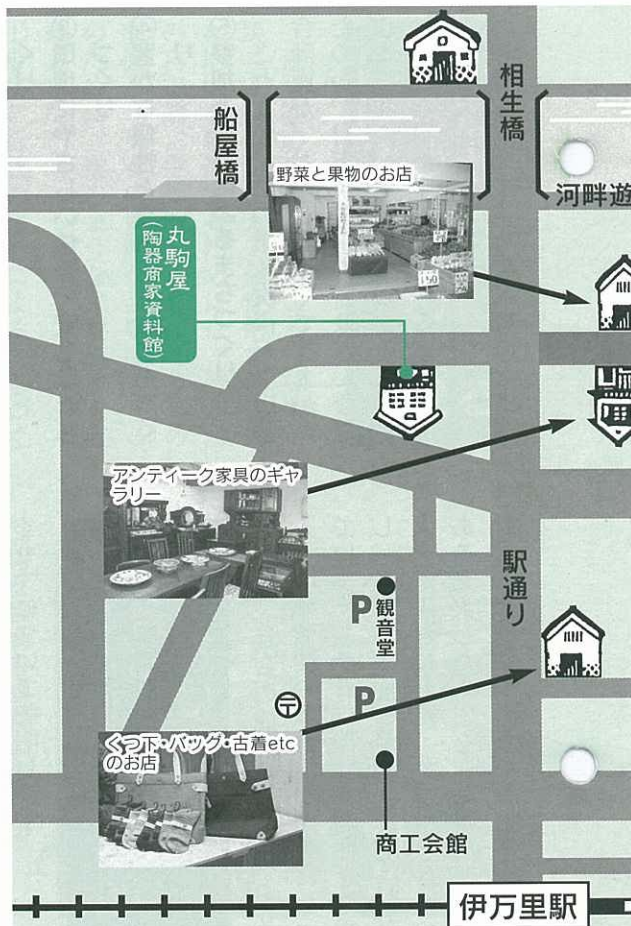 相生橋
船屋橋
河畔遊
野菜と果物のお店
150
丸駒屋
(陶器商家資料館)
アンティーク家具のギャ
ラリー
駅通り
P
観音堂
〒
P
くつ下・バッグ・古着etc
のお店
商工会館
伊万里駅